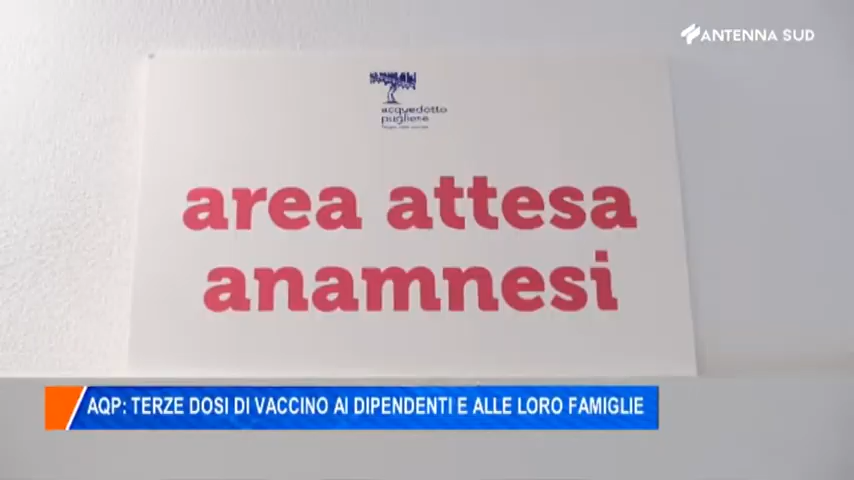 ANTENNA SUD
acquedotto
pugliese
area attesa
anamnesi
AQP: TERZE DOSI DI VACCINO AI DIPENDENTI E ALLE LORO FAMIGLIE